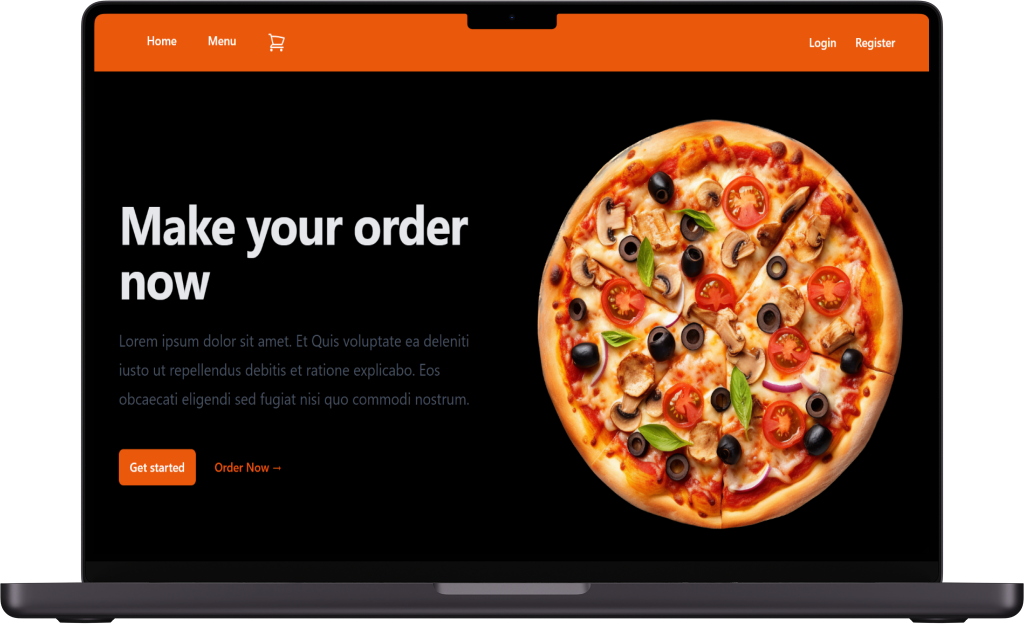 Home Menu
Login Register
Make your order
now
Lorem ipsum dolor sit amet. Et Quis voluptate ea deleniti
iusto ut repellendus debitis et ratione explicabo. Eos
obcaecati eligendi sed fugiat nisi quo commodi nostrum.
Get started
Order Now →